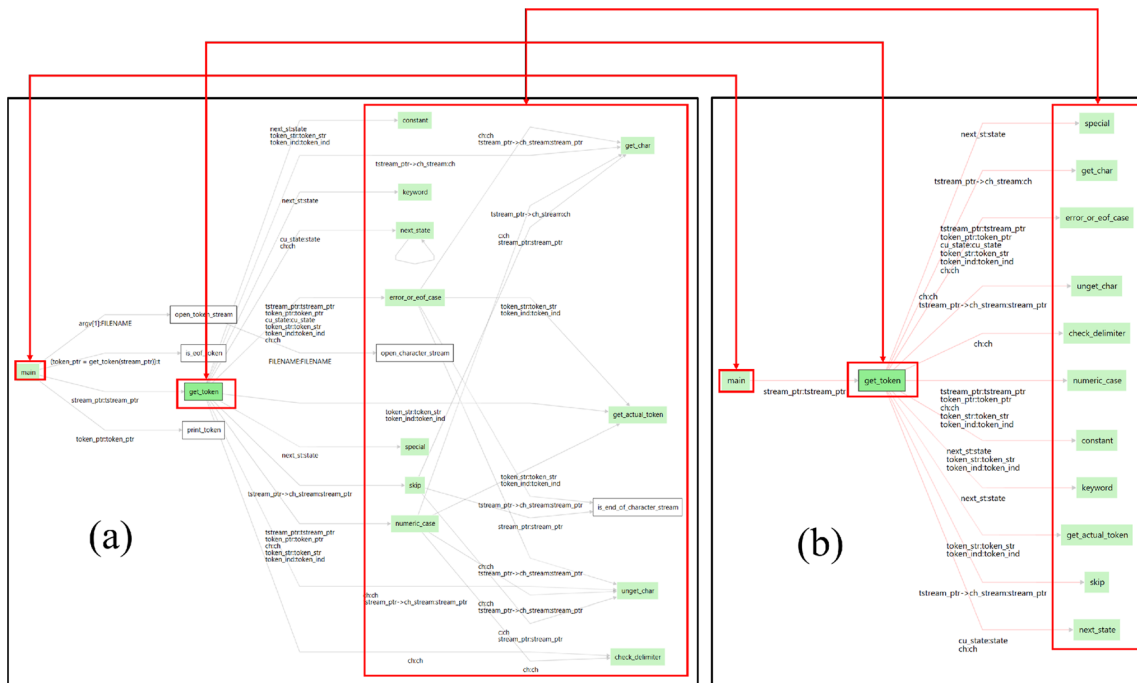 constant
next_st:state
token_str:token_str
token_ind:token_ind
ch:ch
tstream_ptr->ch_stream:stream_ptr
get_char
tstream_ptr->ch_stream:ch
keyword
next_st:state
tstream_ptr->ch_stream:ch
next_state
c:ch
stream_ptr:stream_ptr
cu_state:state
ch:ch
error_or_eof_case
tstream_ptr:tstream_ptr
token_ptr:token_ptr
cu_state:cu_state
token_str:token_str
token_ind:token_ind
ch:ch
token_str:token_str
token_ind:token_ind
open_token_stream
argv[1]:FILENAME
is_eof_token
open_character_stream
FILENAME:FILENAME
(token_ptr = get_token(stream_ptr)):t
main
get_token
stream_ptr:tstream_ptr
token_str:token_str
token_ind:token_ind
get_actual_token
print_token
token_ptr:token_ptr
special
next_st:state
skip
token_str:token_str
token_ind:token_ind
tstream_ptr->ch_stream:stream_ptr
tstream_ptr->ch_stream:stream_ptr
is_end_of_character_stream
numeric_case
stream_ptr:stream_ptr
(a)
tstream_ptr:tstream_ptr
token_ptr:token_ptr
ch:ch
token_str:token_str
token_ind:token_ind
ch:ch
tstream_ptr->ch_stream:stream_ptr
unget_char
ch:ch
tstream_ptr->ch_stream:stream_ptr
ch:ch
tstream_ptr->ch_stream:stream_ptr
c:ch
stream_ptr:stream_ptr
check_delimiter
ch:ch
ch:ch
special
next_st:state
get_char
tstream_ptr->ch_stream:ch
error_or_eof_case
tstream_ptr:tstream_ptr
token_ptr:token_ptr
cu_state:cu_state
token_str:token_str
token_ind:token_ind
ch:ch
unget_char
ch:ch
tstream_ptr->ch_stream:stream_ptr
check_delimiter
ch:ch
main
get_token
numeric_case
stream_ptr:tstream_ptr
tstream_ptr:tstream_ptr
token_ptr:token_ptr
ch:ch
token_str:token_str
token_ind:token_ind
constant
next_st:state
token_str:token_str
token_ind:token_ind
keyword
next_st:state
get_actual_token
token_str:token_str
token_ind:token_ind
(b)
skip
tstream_ptr->ch_stream:stream_ptr
next_state
cu_state:state
ch:ch